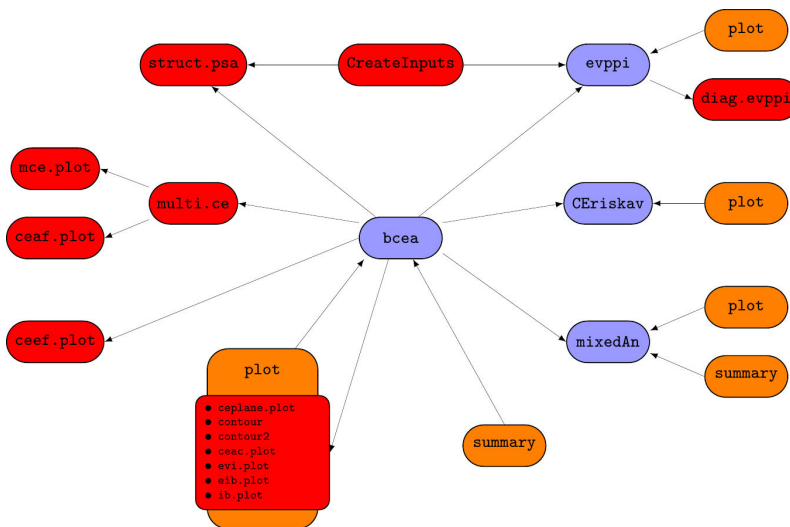 plot
struct.psa
CreateInputs
evppi
diag.evppi
mce.plot
multi.ce
CEriskav
plot
ceaf.plot
bcea
plot
ceef.plot
mixedAn
plot
summary
• ceplane.plot
• contour
• contour2
• ceac.plot
• evi.plot
• eib.plot
• ib.plot
summary